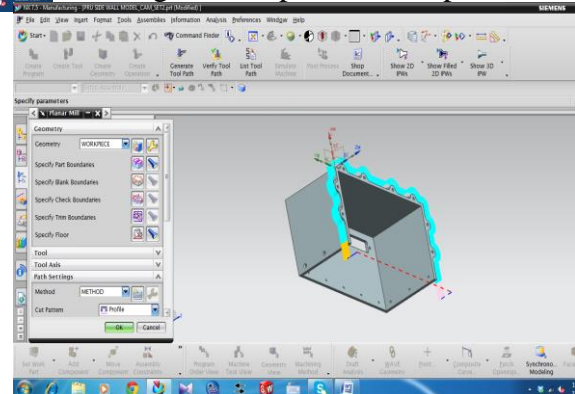 NX 7.5 - Manufacturing - [PRU SIDE WALL MODEL_CAM_SET2.prt (Modified) ]
SIEMENS
File Edit View Insert Format Tools Assemblies Information Analysis Preferences Window Help
Start
Command Finder
Create Program
Create Tool
Create Geometry
Create Operation
Generate Tool Path
Verify Tool Path
List Tool Path
Simulate Machine
Post Process
Shop Document...
Show 2D IPWs
Show Filled 2D IPWs
Show 3D IPW
Specify parameters
Planar Mill
Geometry
Geometry WORKPIECE
Specify Part Boundaries
Specify Blank Boundaries
Specify Check Boundaries
Specify Trim Boundaries
Specify Floor
Tool
Tool Axis
Path Settings
Method METHOD
Cut Pattern Profile
OK Cancel
Set Work Part
Add Component
Move Component
Assembly Constraints
Program Order View
Machine Tool View
Geometry View
Machining Method
Draft Analysis
WAVE Geometry
Point...
Composite Curve...
Patch Openings
Synchrono... Modeling